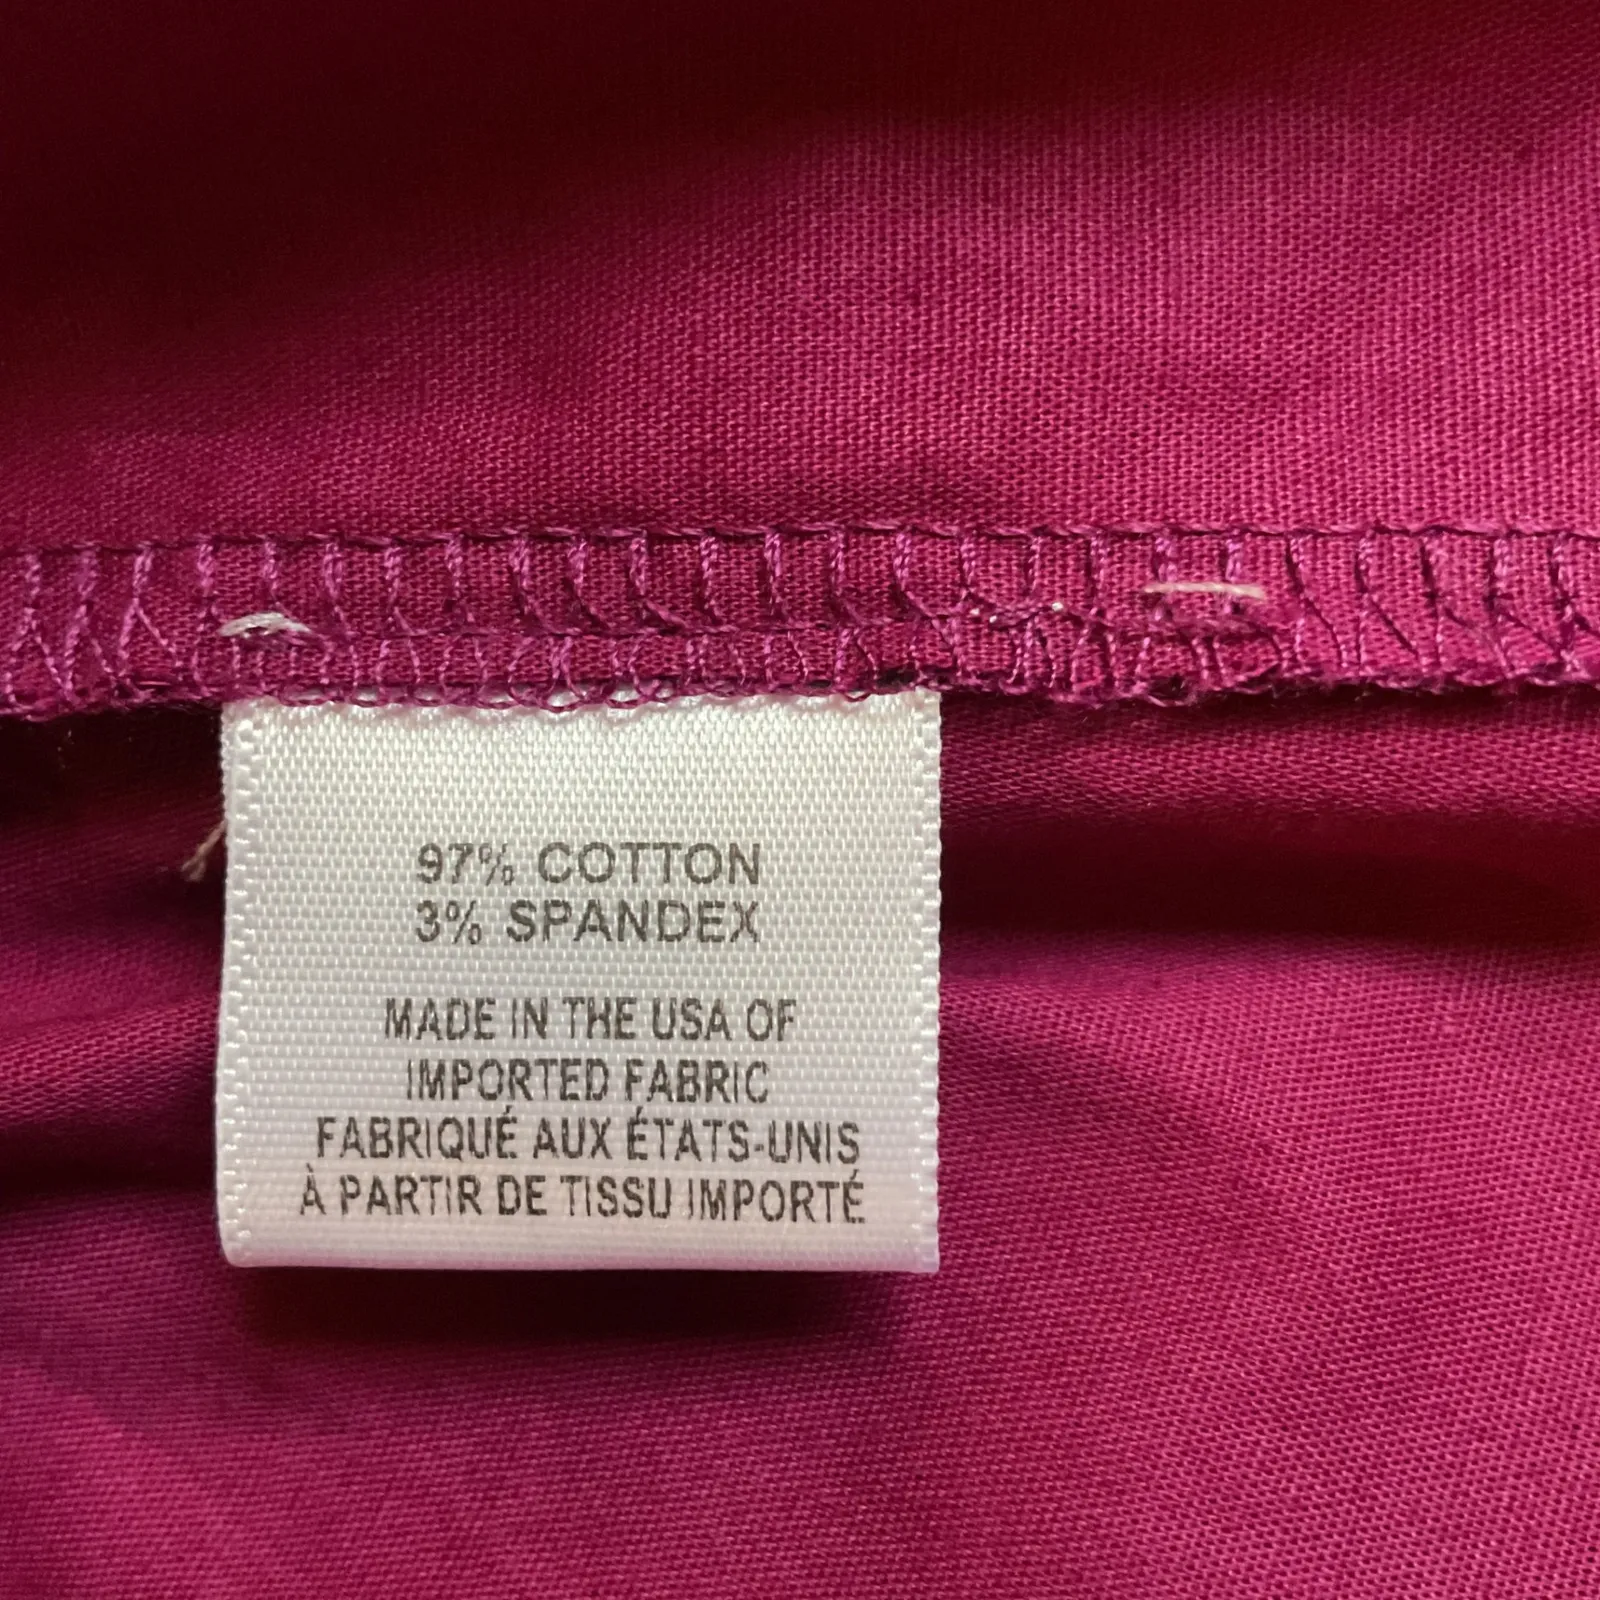 97% COTTON
3% SPANDEX
MADE IN THE USA OF
IMPORTED FABRIC
FABRIQUÉ AUX ÉTATS-UNIS
À PARTIR DE TISSU IMPORTÉ